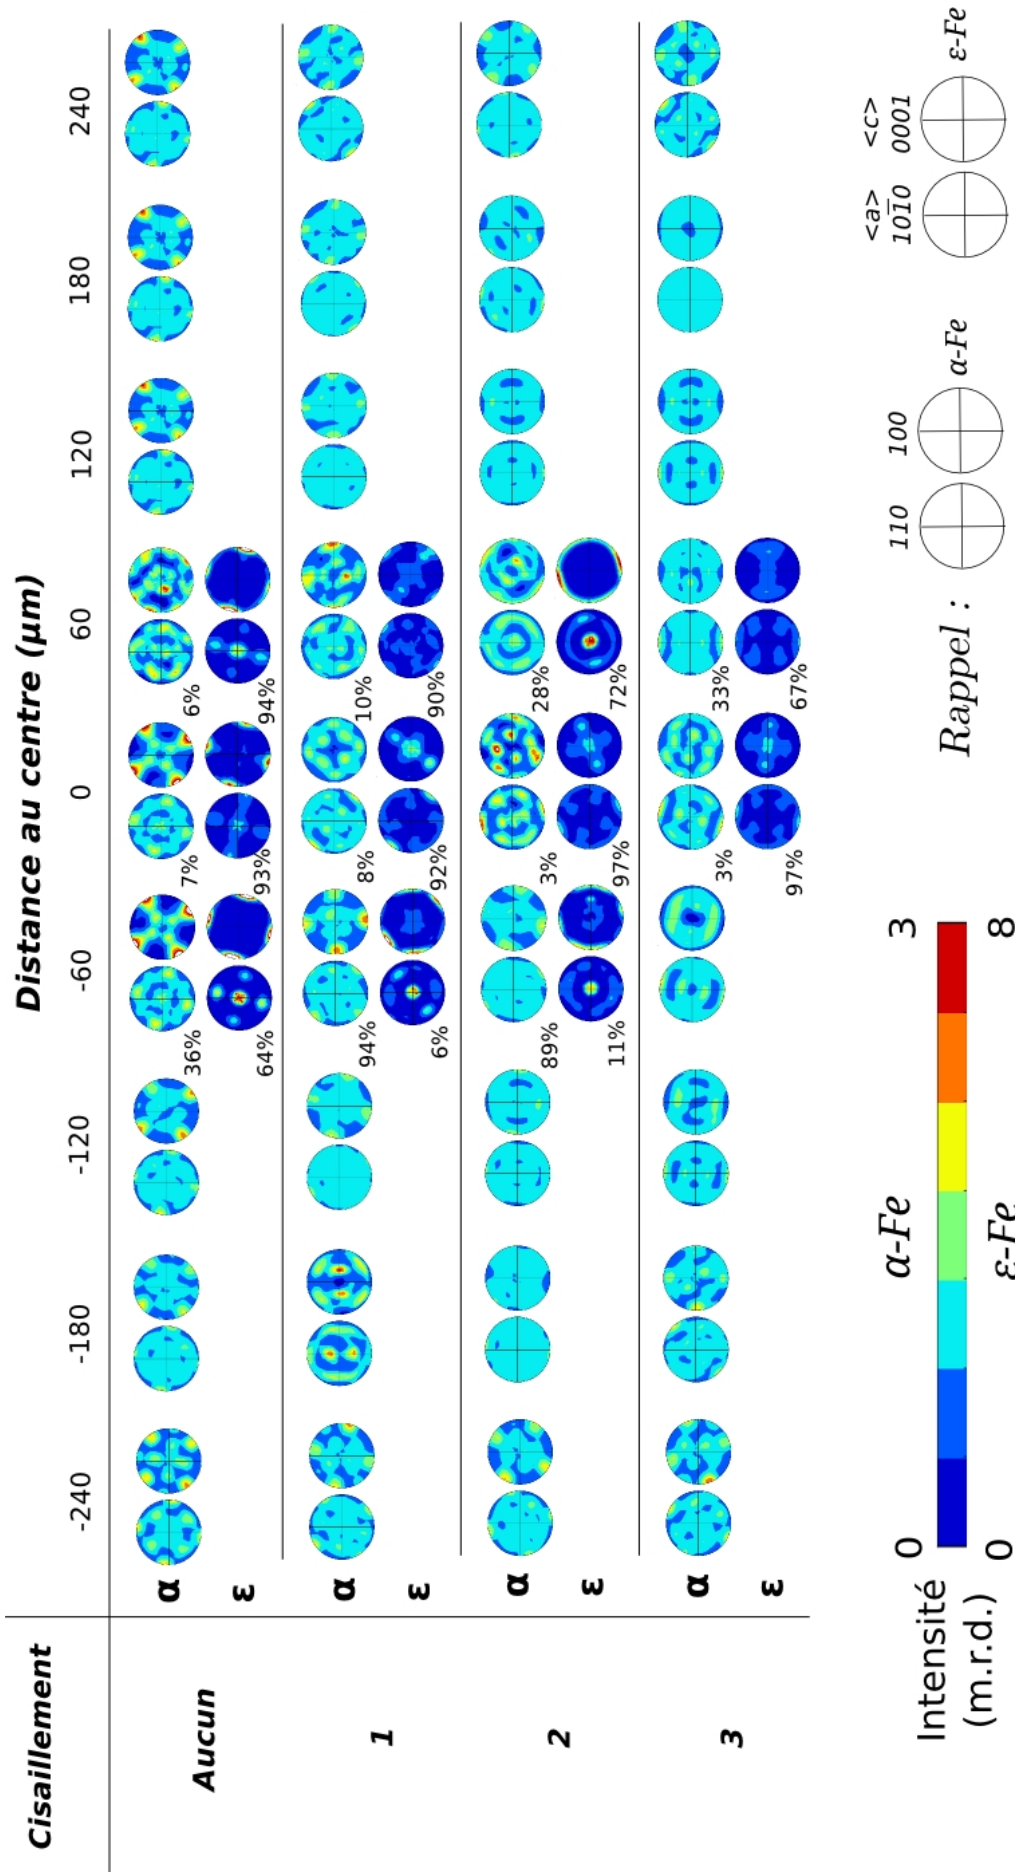 Distance au centre (μm)
Cisaillement
-240 -180 -120 -60 0 60 120 180 240
Aucun
α
36% 7% 6%
ε
64% 93% 94%
1
α
94% 8% 10%
ε
6% 92% 90%
2
α
89% 3% 28%
ε
11% 97% 72%
3
α
3% 33%
ε
97% 67%
Intensité
(m.r.d.)
α-Fe
0 3
ε-Fe
0 8
Rappel :
110 100
α-Fe
<a> <c>
101̅0 0001
ε-Fe